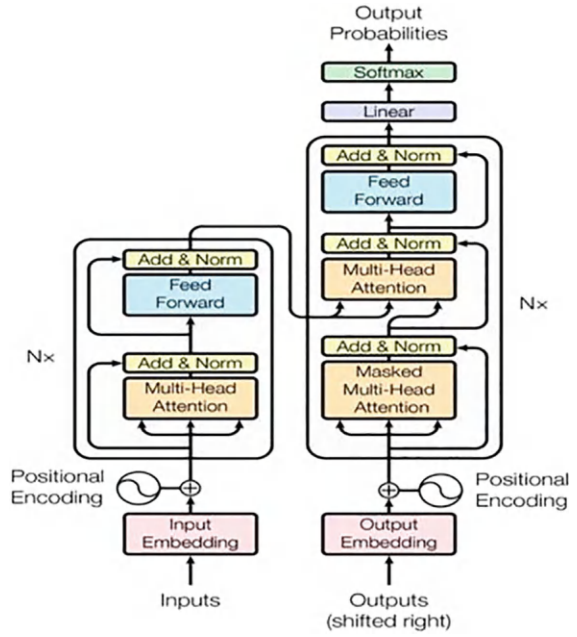 Output
Probabilities
Softmax
Linear
Add & Norm
Feed
Forward
Add & Norm
Multi-Head
Attention
Add & Norm
Masked
Multi-Head
Attention
Nx
Positional
Encoding
Output
Embedding
Outputs
(shifted right)
Add & Norm
Feed
Forward
Add & Norm
Multi-Head
Attention
Nx
Positional
Encoding
Input
Embedding
Inputs